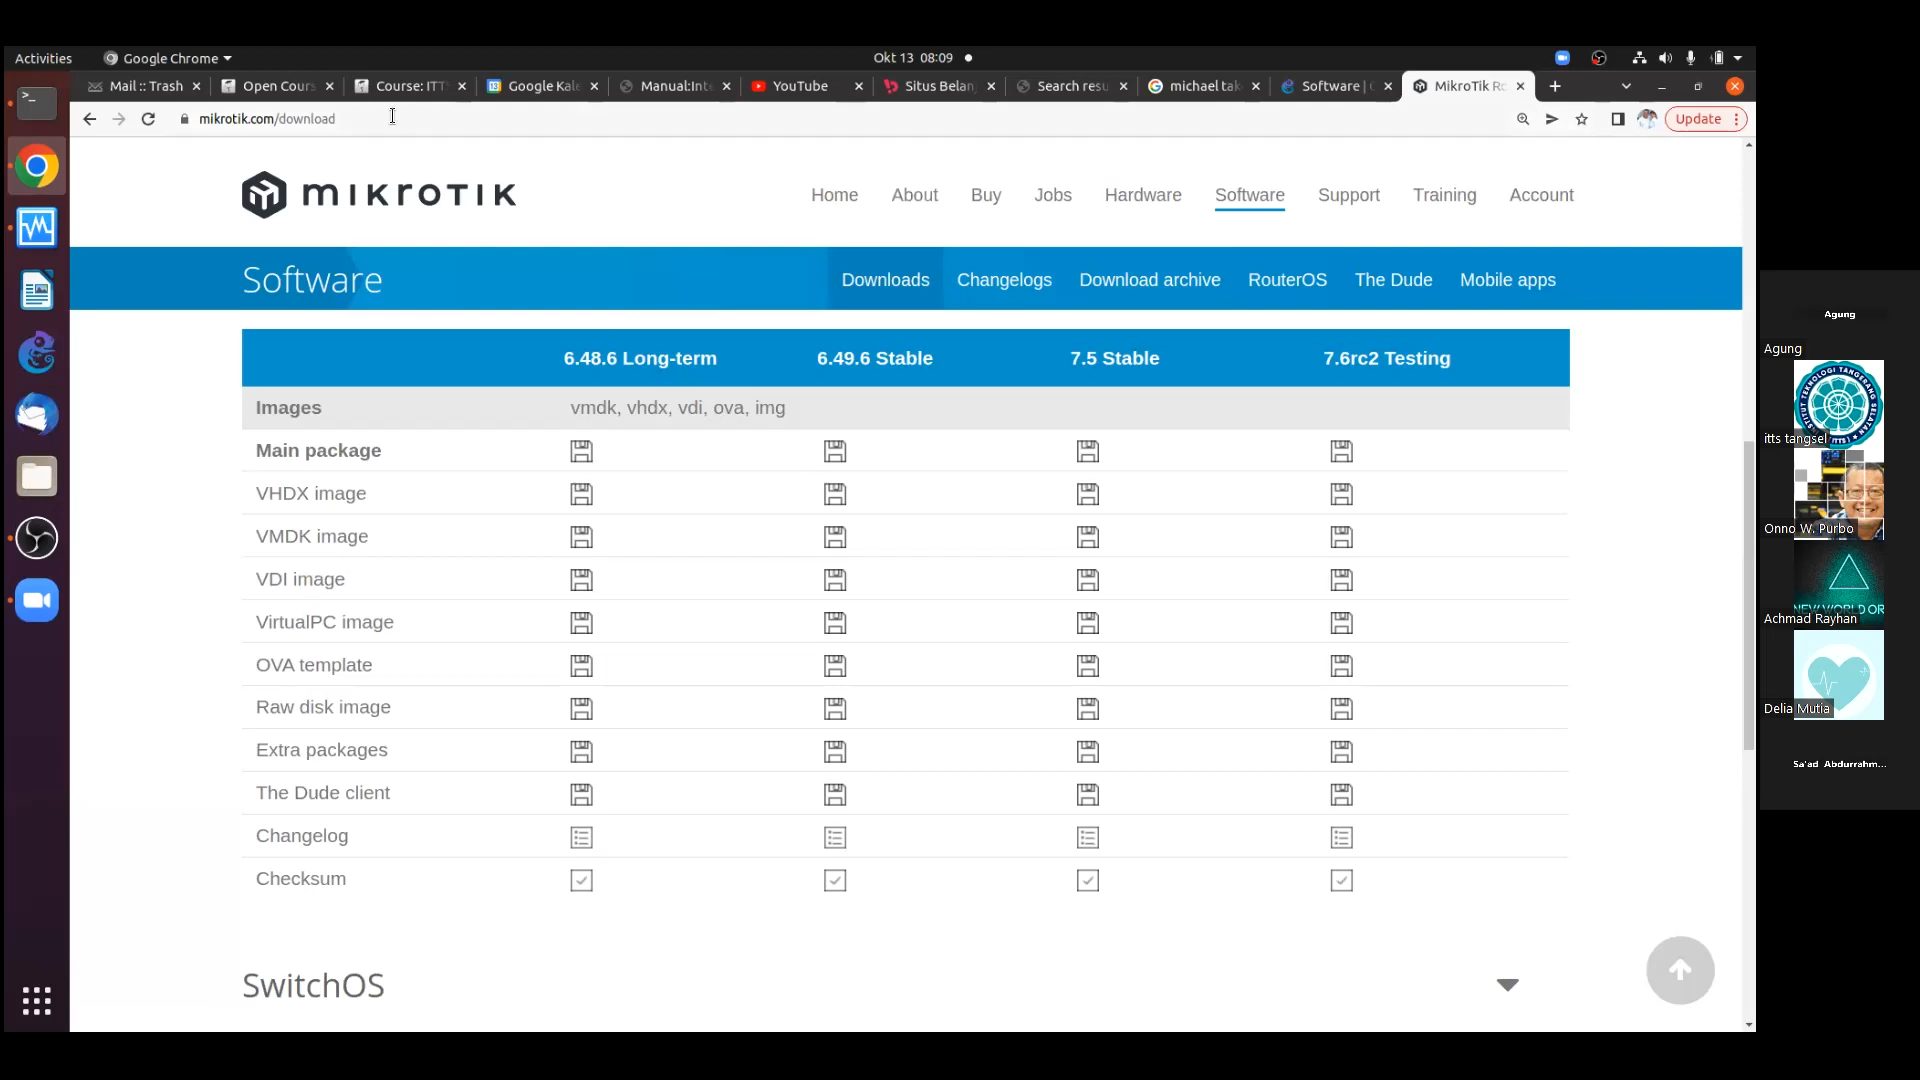 Activities
Google Chrome
Okt 13 08:09
Mail :: Trash
Open Cours
Course: ITT
Google Kale
Manual:Inte
YouTube
Situs Belan
Search resu
michael tak
Software | 
MikroTik Ro
mikrotik.com/download
Update
mikrotik
Home
About
Buy
Jobs
Hardware
Software
Support
Training
Account
Software
Downloads
Changelogs
Download archive
RouterOS
The Dude
Mobile apps
6.48.6 Long-term
6.49.6 Stable
7.5 Stable
7.6rc2 Testing
Images
vmdk, vhdx, vdi, ova, img
Main package
VHDX image
VMDK image
VDI image
VirtualPC image
OVA template
Raw disk image
Extra packages
The Dude client
Changelog
Checksum
SwitchOS
Agung
Agung
itts tangsel
Onno W. Purbo
NEW WORLD OR
Achmad Rayhan
Delia Mutia
Sa'ad Abdurrahm...